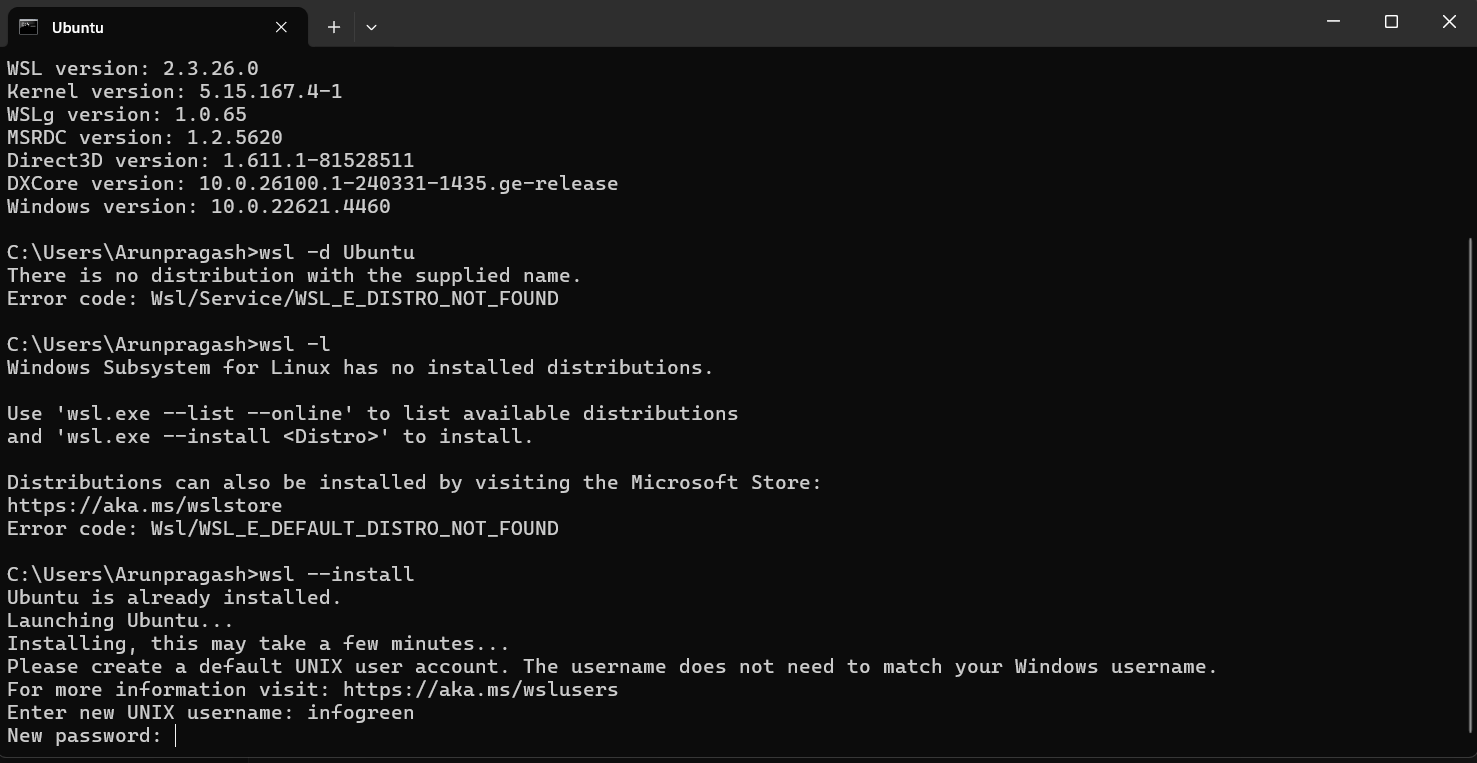 Ubuntu
WSL version: 2.3.26.0
Kernel version: 5.15.167.4-1
WSLg version: 1.0.65
MSRDC version: 1.2.5620
Direct3D version: 1.611.1-81528511
DXCore version: 10.0.26100.1-240331-1435.ge-release
Windows version: 10.0.22621.4460
C:\Users\Arunpragash>wsl -d Ubuntu
There is no distribution with the supplied name.
Error code: Wsl/Service/WSL_E_DISTRO_NOT_FOUND
C:\Users\Arunpragash>wsl -l
Windows Subsystem for Linux has no installed distributions.
Use 'wsl.exe --list --online' to list available distributions
and 'wsl.exe --install <Distro>' to install.
Distributions can also be installed by visiting the Microsoft Store:
https://aka.ms/wslstore
Error code: Wsl/WSL_E_DEFAULT_DISTRO_NOT_FOUND
C:\Users\Arunpragash>wsl --install
Ubuntu is already installed.
Launching Ubuntu...
Installing, this may take a few minutes...
Please create a default UNIX user account. The username does not need to match your Windows username.
For more information visit: https://aka.ms/wslusers
Enter new UNIX username: infogreen
New password: